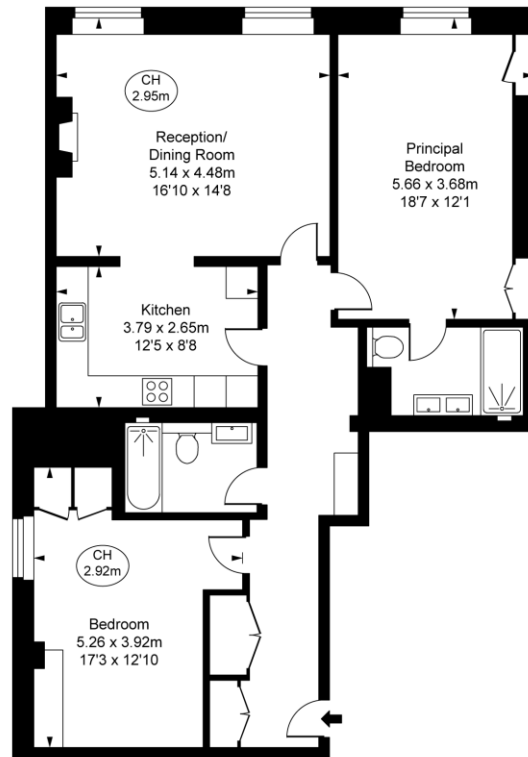 CH
2.95m
Reception/
Dining Room
5.14 x 4.48m
16'10 x 14'8
Principal
Bedroom
5.66 x 3.68m
18'7 x 12'1
Kitchen
3.79 x 2.65m
12'5 x 8'8
CH
2.92m
Bedroom
5.26 x 3.92m
17'3 x 12'10